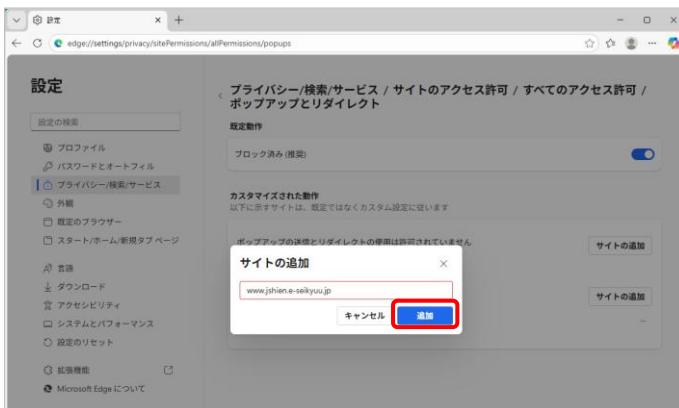 設定
edge://settings/privacy/sitePermissions/allPermissions/popups
設定
設定の検索
プロファイル
パスワードとオートフィル
プライバシー/検索/サービス
外観
既定のブラウザー
スタート/ホーム/新規タブ ページ
言語
ダウンロード
アクセシビリティ
システムとパフォーマンス
設定のリセット
拡張機能
Microsoft Edge について
プライバシー/検索/サービス / サイトのアクセス許可 / すべてのアクセス許可 /
ポップアップとリダイレクト
既定動作
ブロック済み (推奨)
カスタマイズされた動作
以下に示すサイトは、既定ではなくカスタム設定に従います
ポップアップの送信とリダイレクトの使用は許可されていません
サイトの追加
サイトの追加
サイトの追加
www.jshien.e-seikyuu.jp
キャンセル
追加